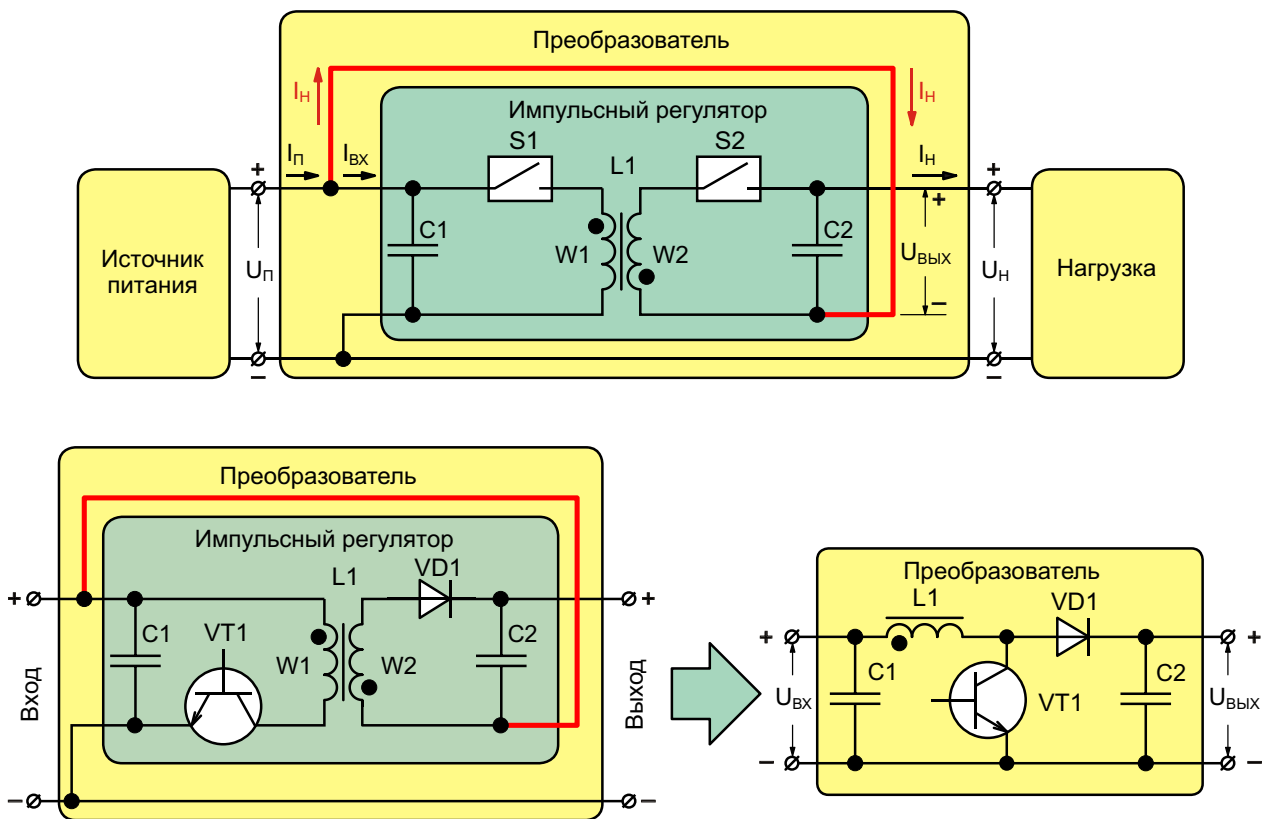 Преобразователь
Iн Iн
Импульсный регулятор
S1 S2
Iп Iвх L1 Iн
+ + +
C1 C2
W1 W2
Источник
питания
Uп Uвых Uн
Нагрузка
–
– –
Преобразователь
Импульсный регулятор
L1 VD1
+ +
C1 VT1 C2
W1 W2
Вход Выход
– –
Преобразователь
L1 VD1
+ +
C1 C2
Uвх VT1 Uвых
– –